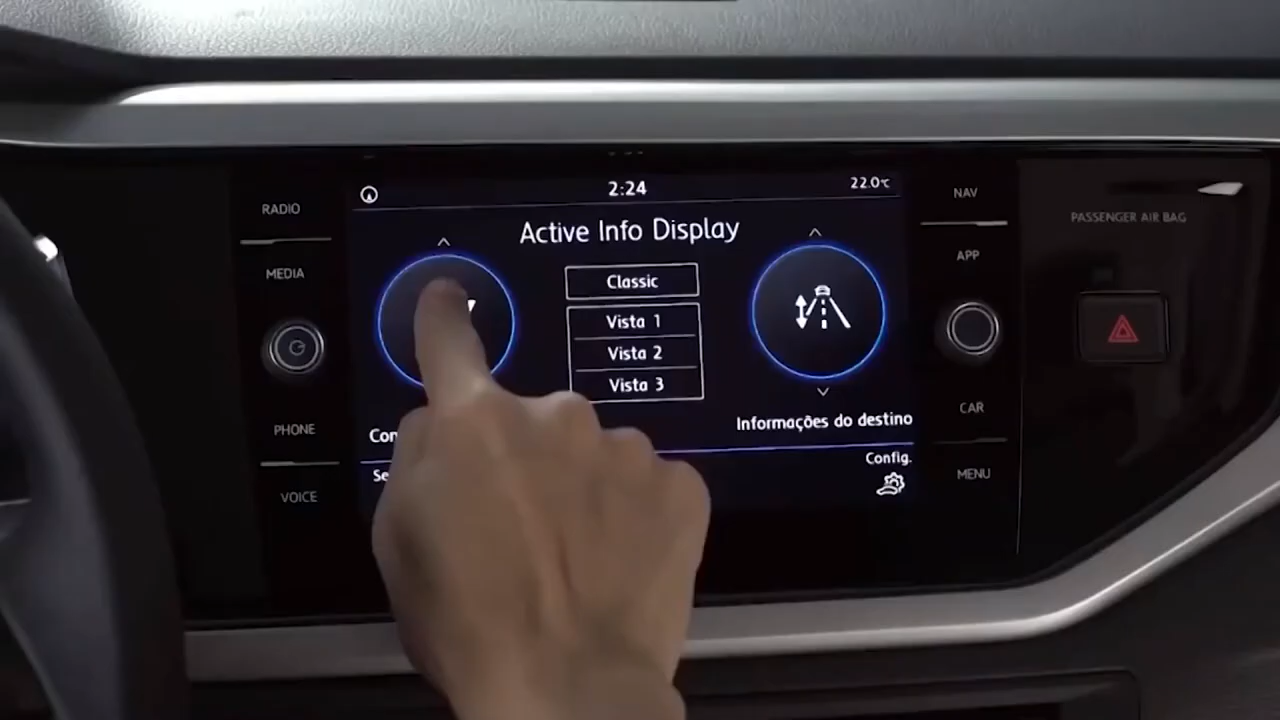 2:24
22.0°C
RADIO
MEDIA
PHONE
VOICE
Active Info Display
Classic
Vista 1
Vista 2
Vista 3
Informações do destino
Config.
NAV
APP
CAR
MENU
PASSENGER AIR BAG